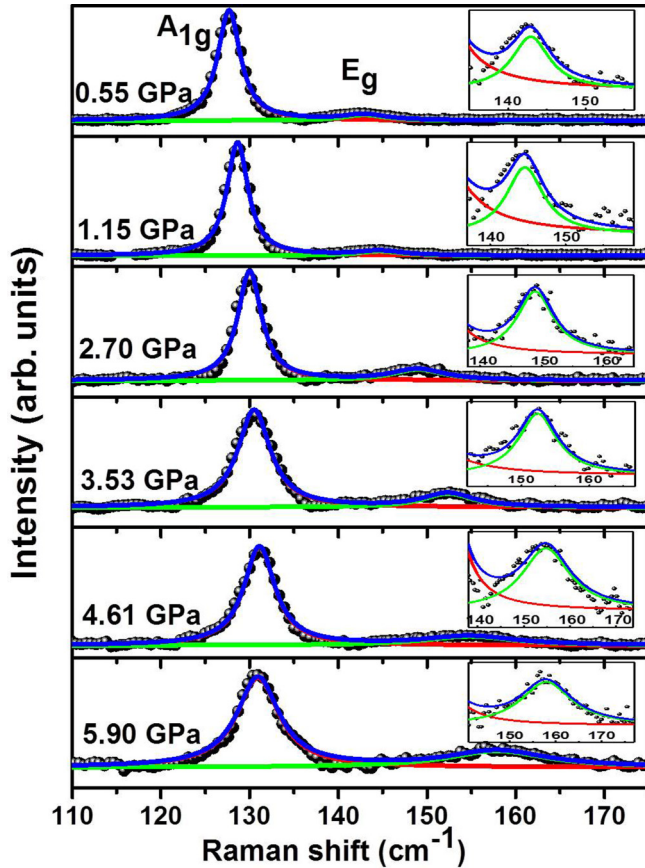 A1g
Eg
0.55 GPa
140 150
1.15 GPa
140 150
2.70 GPa
140 150 160
3.53 GPa
150 160
4.61 GPa
140 150 160 170
5.90 GPa
150 160 170
110 120 130 140 150 160 170
Raman shift (cm-1)
Intensity (arb. units)